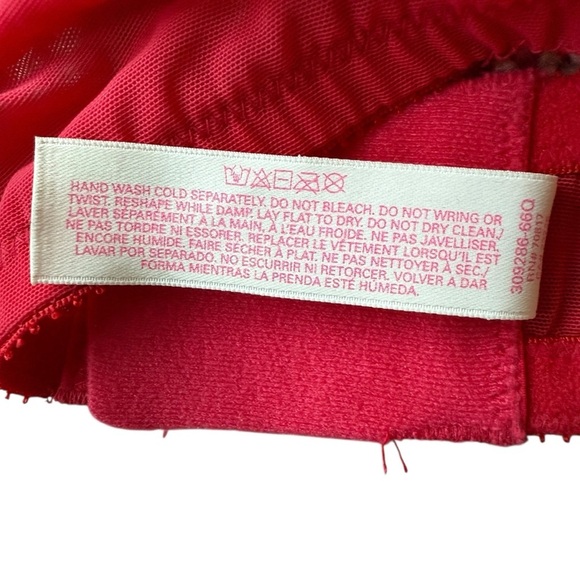 HAND WASH COLD SEPARATELY. DO NOT BLEACH. DO NOT WRING OR
TWIST. RESHAPE WHILE DAMP. LAY FLAT TO DRY. DO NOT DRY CLEAN./
LAVER SÉPARÉMENT À LA MAIN, À L'EAU FROIDE. NE PAS JAVELLISER.
NE PAS TORDRE NI ESSORER. REPLACER LE VÊTEMENT LORSQU'IL EST
ENCORE HUMIDE. FAIRE SÉCHER À PLAT. NE PAS NETTOYER À SEC./
LAVAR POR SEPARADO. NO ESCURRIR NI RETORCER. VOLVER A DAR
FORMA MIENTRAS LA PRENDA ESTÉ HÚMEDA.
309286-66Q
RN# 70817